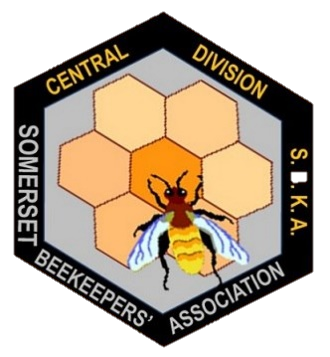 CENTRAL DIVISION
SOMERSET
BEEKEEPERS' ASSOCIATION
S. . K. A.